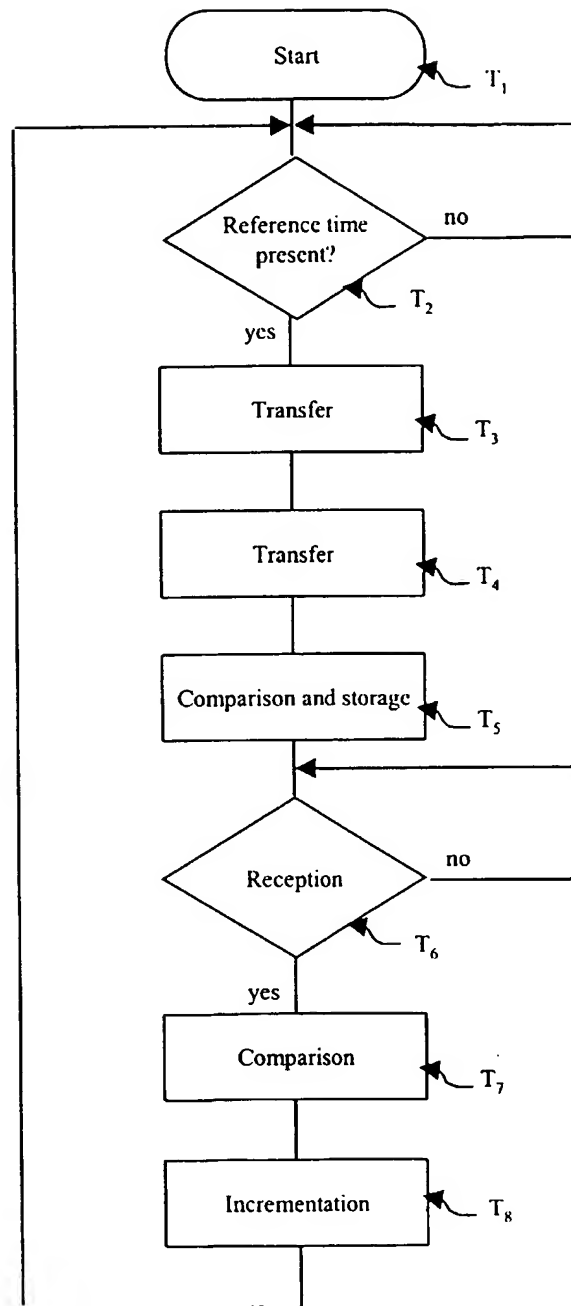 Start
T₁
Reference time
present?
no
T₂
yes
Transfer
T₃
Transfer
T₄
Comparison and storage
T₅
Reception
no
T₆
yes
Comparison
T₇
Incrementation
T₈